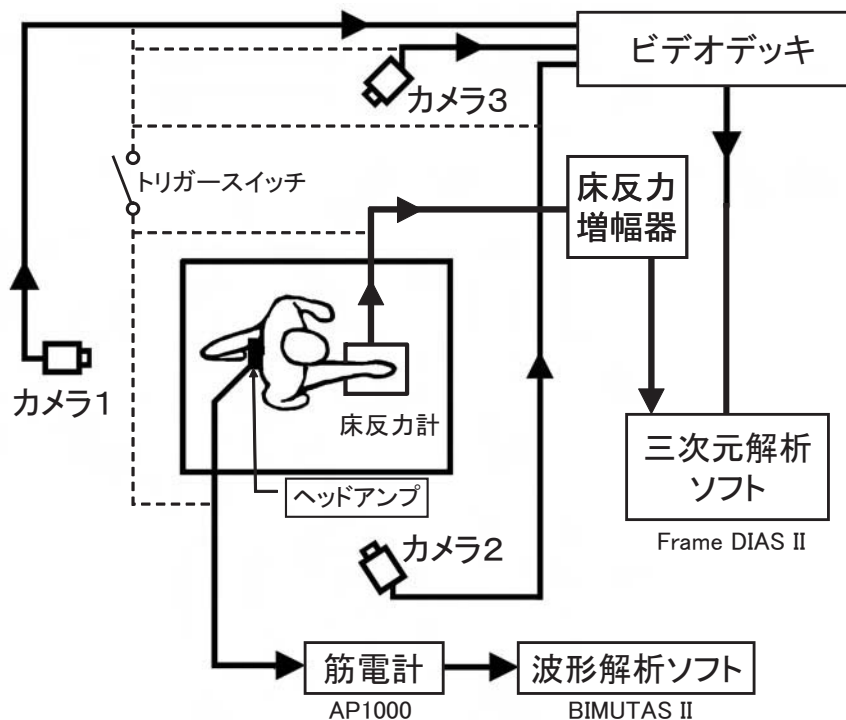 ビデオデッキ
カメラ3
トリガースイッチ
床反力
増幅器
カメラ1
床反力計
三次元解析
ソフト
Frame DIAS II
ヘッドアンプ
カメラ2
筋電計
AP1000
波形解析ソフト
BIMUTAS II